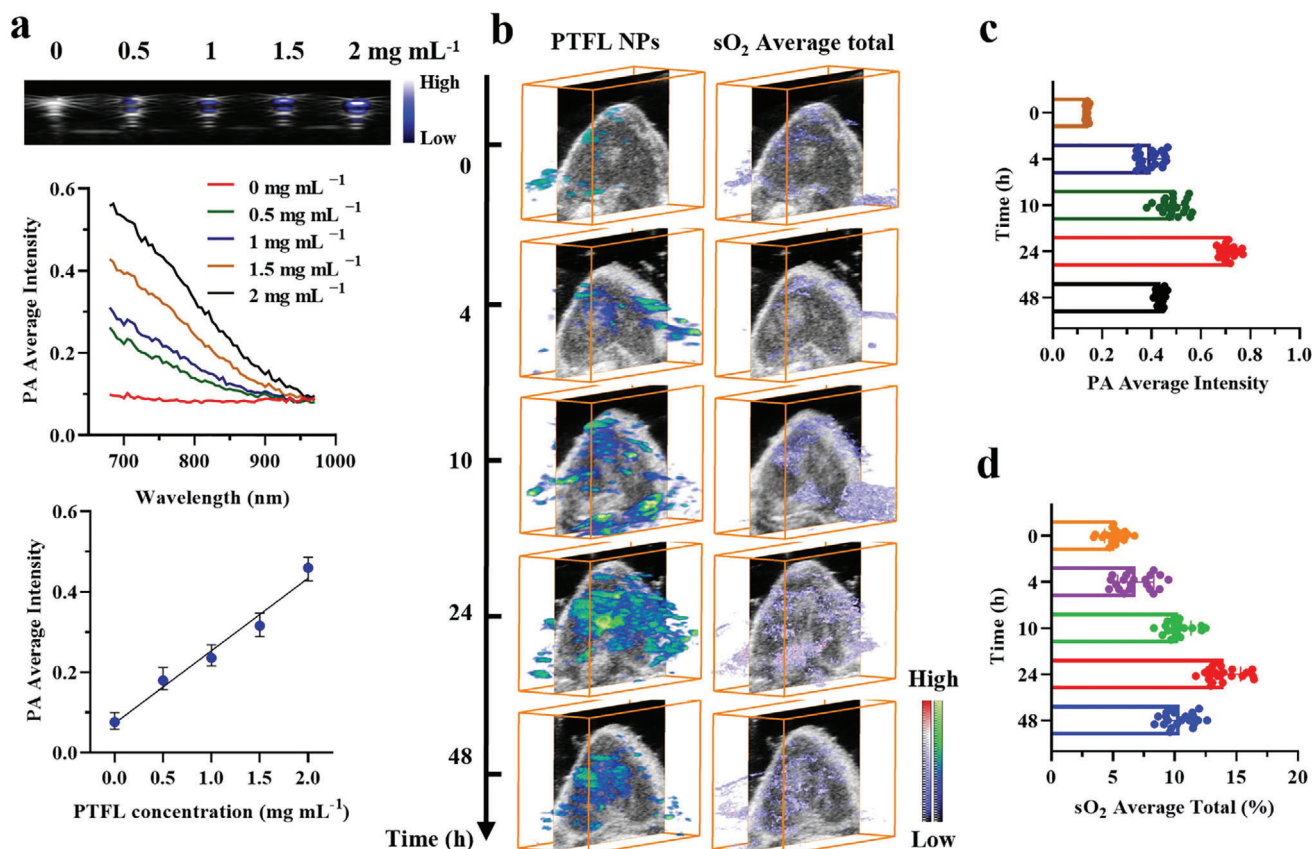 a
0 0.5 1 1.5 2 mg mL⁻¹
High
Low
0.6
0.4
0.2
0.0
PA Average Intensity
0 mg mL ⁻¹
0.5 mg mL ⁻¹
1 mg mL ⁻¹
1.5 mg mL ⁻¹
2 mg mL ⁻¹
700 800 900 1000
Wavelength (nm)
0.6
0.4
0.2
0.0
PA Average Intensity
0.0 0.5 1.0 1.5 2.0
PTFL concentration (mg mL⁻¹)
b
PTFL NPs sO₂ Average total
0
4
10
24
48
Time (h)
High
Low
c
Time (h)
0
4
10
24
48
0.0 0.2 0.4 0.6 0.8 1.0
PA Average Intensity
d
Time (h)
0
4
10
24
48
0 5 10 15 20
sO₂ Average Total (%)